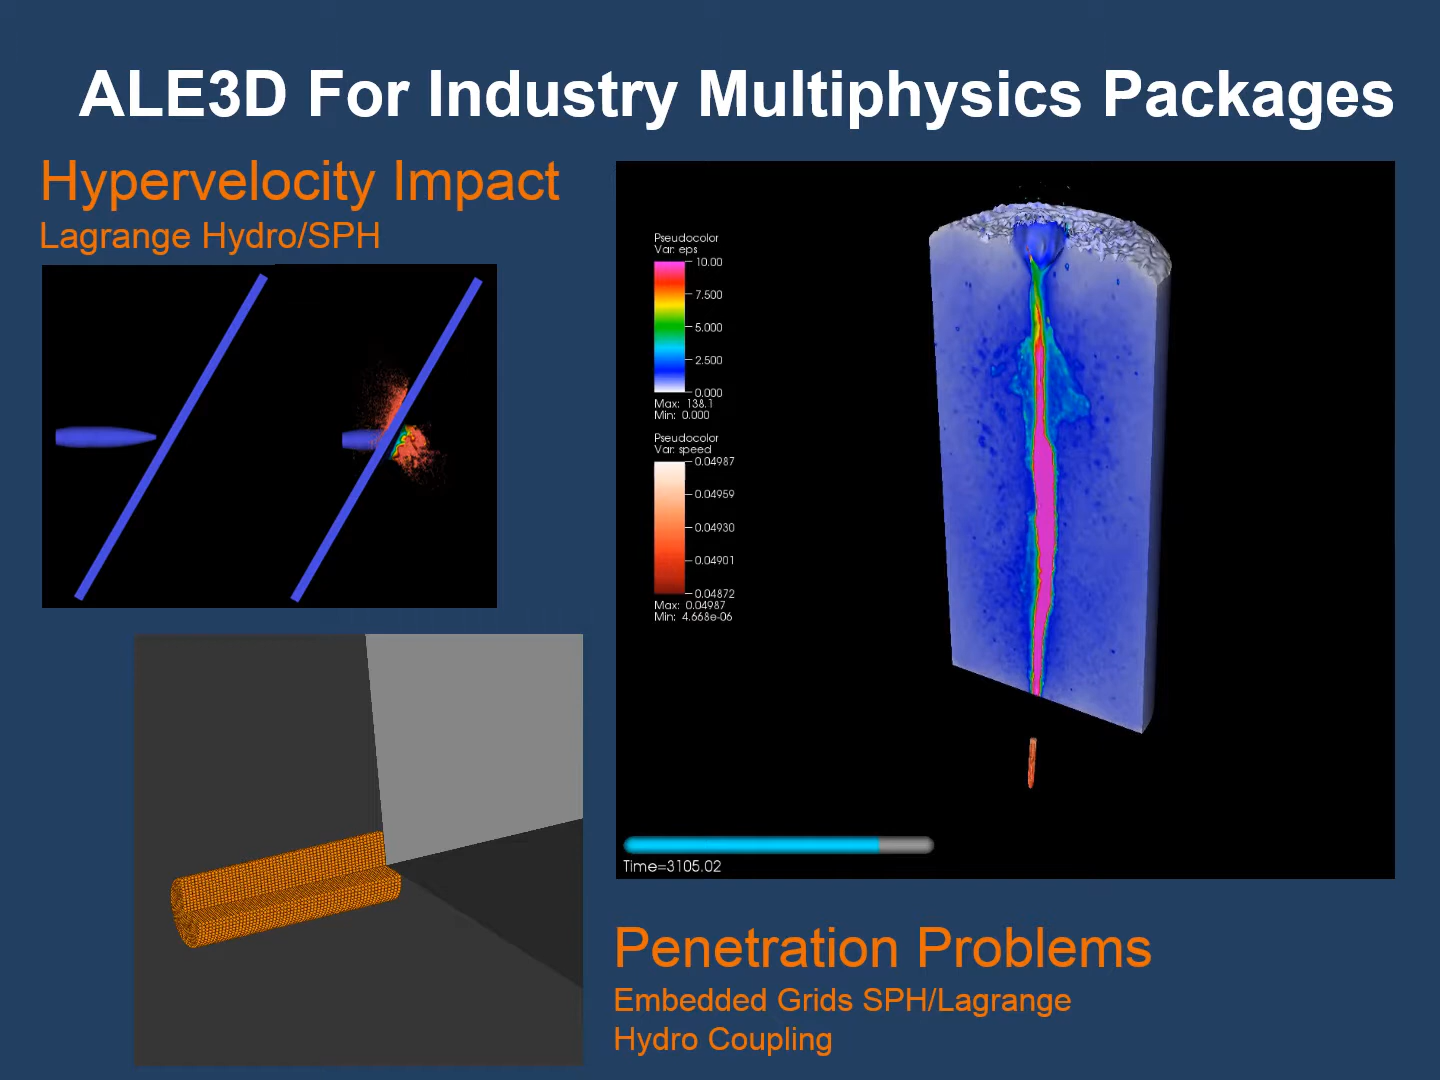 ALE3D For Industry Multiphysics Packages
Hypervelocity Impact
Lagrange Hydro/SPH
Pseudocolor
Var: eps
10.00
7.500
5.000
2.500
0.000
Max: 138.1
Min: 0.000
Pseudocolor
Var: speed
0.04987
0.04959
0.04930
0.04901
0.04872
Max: 0.04987
Min: 4.668e-06
Time=3105.02
Penetration Problems
Embedded Grids SPH/Lagrange
Hydro Coupling